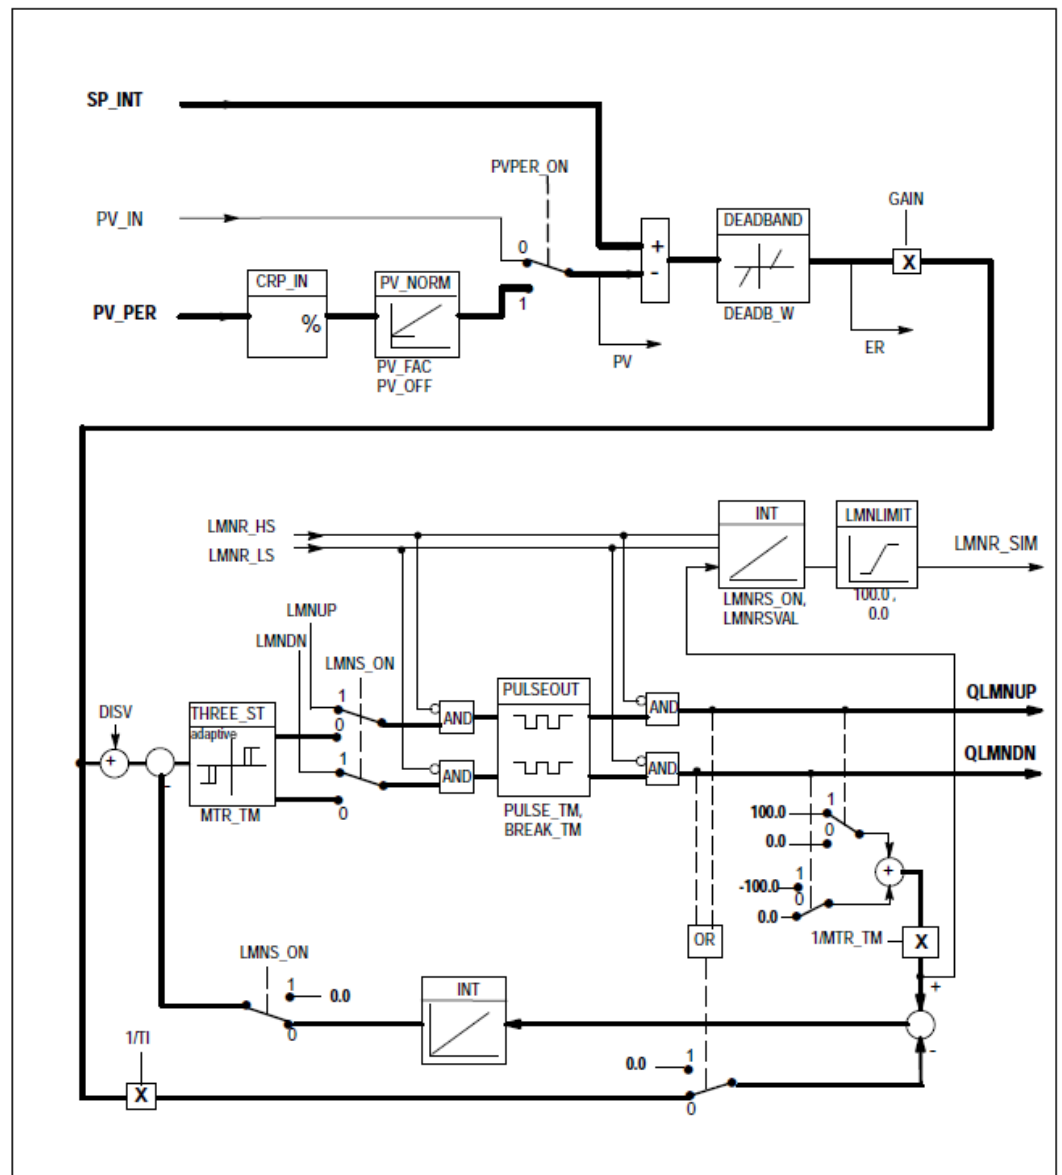 SP_INT
PVPER_ON
GAIN
PV_IN
DEADBAND
0
+
-
X
CRP_IN
PV_NORM
PV_PER
%
1
DEADB_W
ER
PV_FAC
PV_OFF
PV
INT
LMNLIMIT
LMNR_HS
LMNR_LS
LMNR_SIM
LMNRS_ON,
LMNRSVAL
100.0 ,
0.0
LMNUP
LMNDN
LMNS_ON
PULSEOUT
QLMNUP
1
DISV
THREE_ST
0
AND
AND
adaptive
1
QLMNDN
+
-
AND
AND
MTR_TM
0
PULSE_TM,
BREAK_TM
1
100.0
0
0.0
+
1
-100.0
0
0.0
OR
1/MTR_TM
X
LMNS_ON
1
0.0
INT
+
0
-
1/TI
0.0
1
X
0